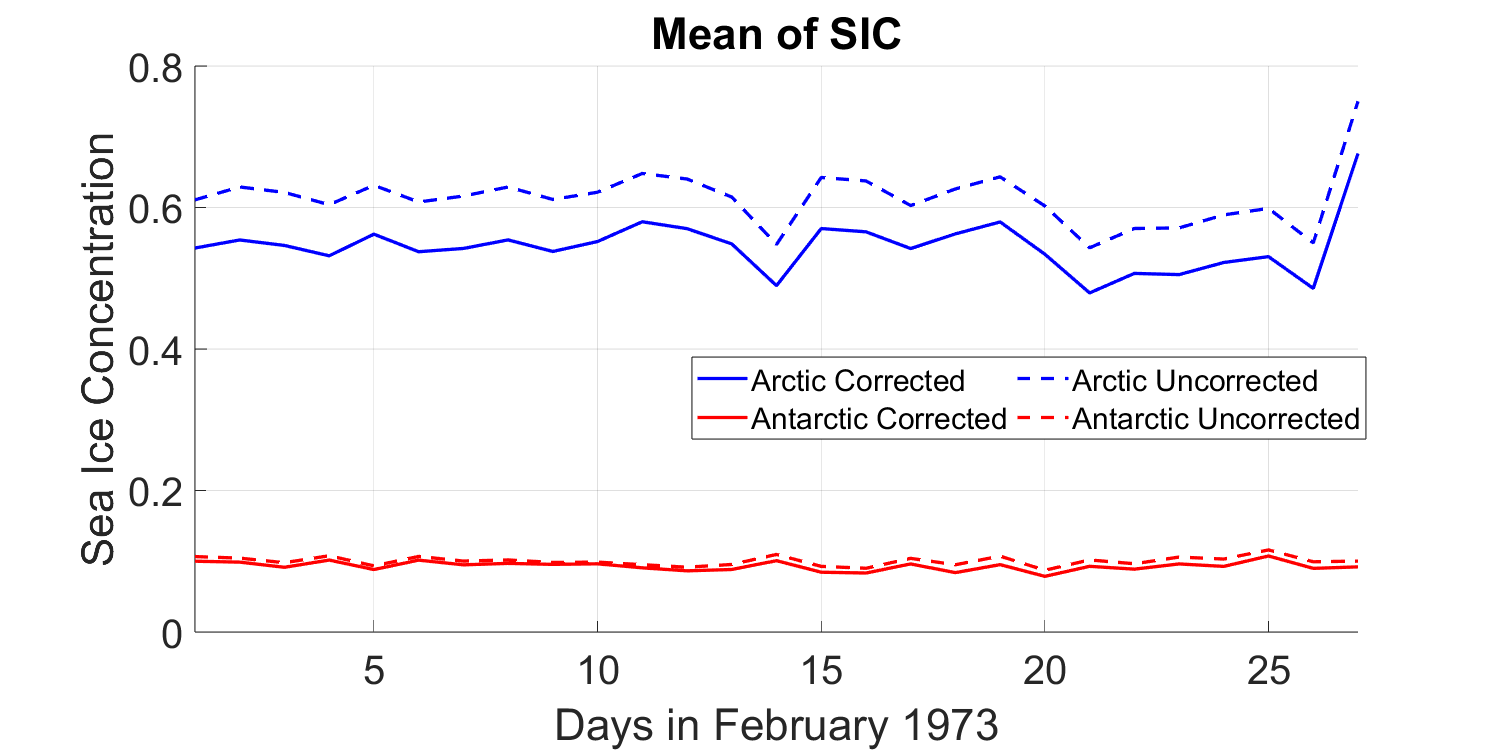 Mean of SIC
0.8
0.6
0.4
0.2
0
Sea Ice Concentration
Arctic Corrected Arctic Uncorrected
Antarctic Corrected Antarctic Uncorrected
5 10 15 20 25
Days in February 1973